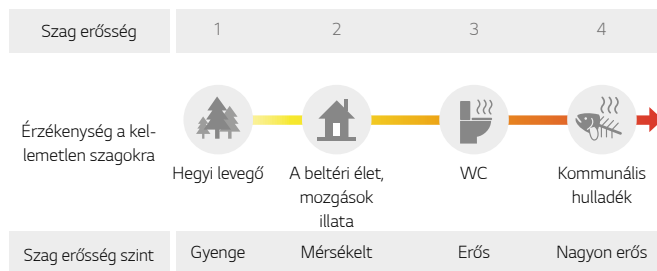 Szag erősség 1 2 3 4
Érzékenység a kel-
lemetlen szagokra
Hegyi levegő
A beltéri élet,
mozgások
illata
WC
Kommunális
hulladék
Szag erősség szint Gyenge Mérsékelt Erős Nagyon erős